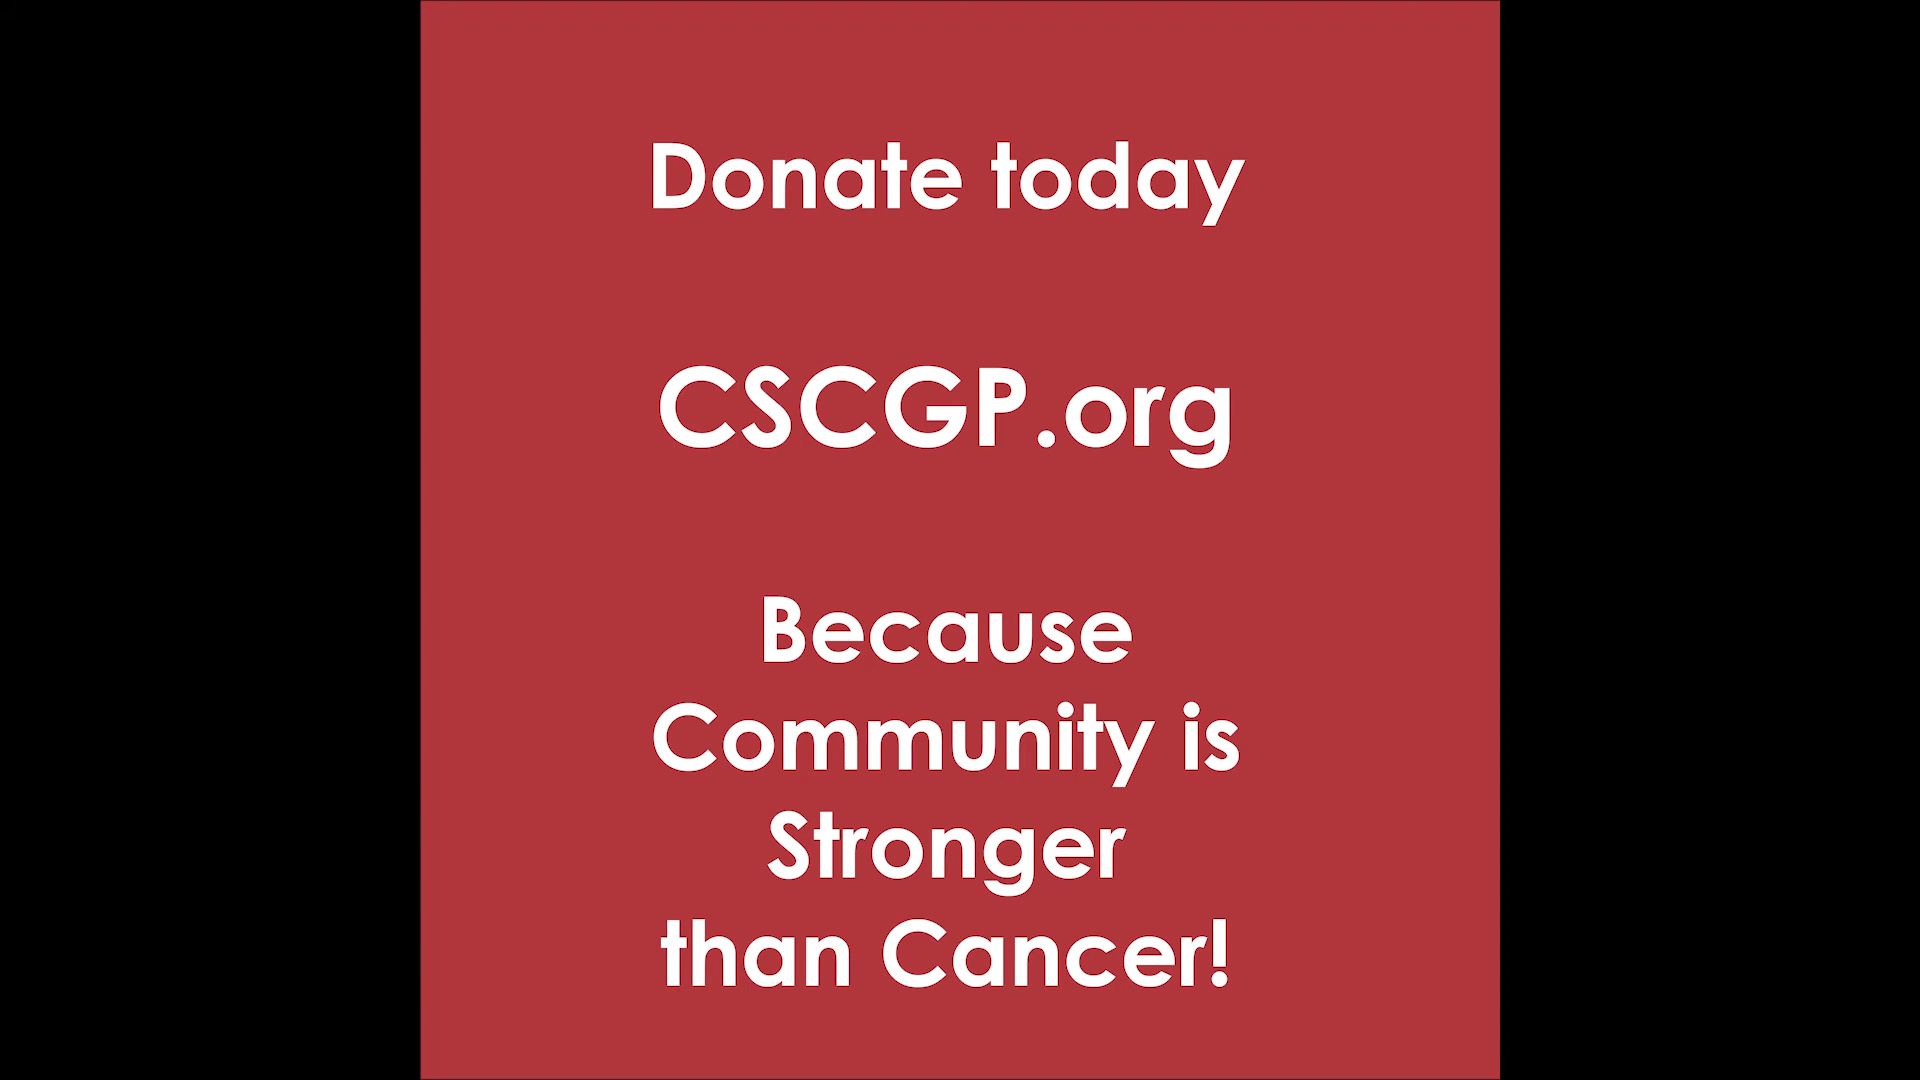 Donate today
CSCGP.org
Because
Community is
Stronger
than Cancer!